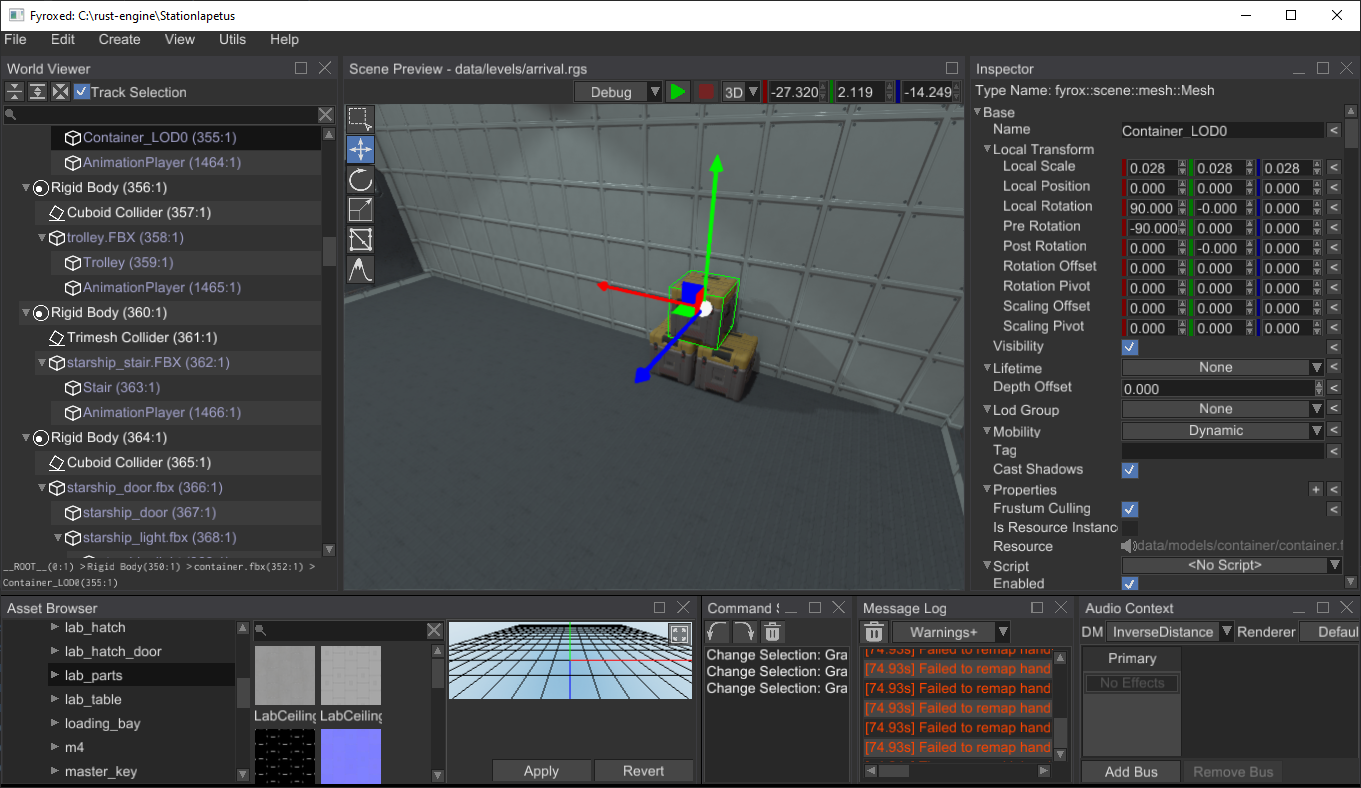 Fyroxed: C:\rust-engine\StationIapetus
File Edit Create View Utils Help
World Viewer
Track Selection
Container_LOD0 (355:1)
AnimationPlayer (1464:1)
Rigid Body (356:1)
Cuboid Collider (357:1)
trolley.FBX (358:1)
Trolley (359:1)
AnimationPlayer (1465:1)
Rigid Body (360:1)
Trimesh Collider (361:1)
starship_stair.FBX (362:1)
Stair (363:1)
AnimationPlayer (1466:1)
Rigid Body (364:1)
Cuboid Collider (365:1)
starship_door.fbx (366:1)
starship_door (367:1)
starship_light.fbx (368:1)
__ROOT__(0:1) >Rigid Body(350:1) >container.fbx(352:1) >
Container_LOD0(355:1)
Scene Preview - data/levels/arrival.rgs
Debug 3D -27.320 2.119 -14.249
Inspector
Type Name: fyrox::scene::mesh::Mesh
Base
Name Container_LOD0 <
Local Transform
Local Scale 0.028 0.028 0.028 <
Local Position 0.000 0.000 0.000 <
Local Rotation 90.000 -0.000 0.000 <
Pre Rotation -90.000 0.000 0.000 <
Post Rotation 0.000 -0.000 0.000 <
Rotation Offset 0.000 0.000 0.000 <
Rotation Pivot 0.000 0.000 0.000 <
Scaling Offset 0.000 0.000 0.000 <
Scaling Pivot 0.000 0.000 0.000 <
Visibility <
Lifetime None <
Depth Offset 0.000 <
Lod Group None <
Mobility Dynamic <
Tag <
Cast Shadows <
Properties + <
Frustum Culling <
Is Resource Instanc
Resource data/models/container/container.f
Script <No Script>
Enabled
Asset Browser
lab_hatch
lab_hatch_door
lab_parts
lab_table
loading_bay
m4
master_key
LabCeiling LabCeiling
Apply Revert
Command S
Change Selection: Gra
Change Selection: Gra
Change Selection: Gra
Message Log
Warnings+
[74.93s] Failed to remap hand
[74.93s] Failed to remap hand
[74.93s] Failed to remap hand
[74.93s] Failed to remap hand
[74.93s] Failed to remap hand
[74.93s] Failed to remap hand
Audio Context
DM InverseDistance Renderer Defaul
Primary
No Effects
Add Bus Remove Bus